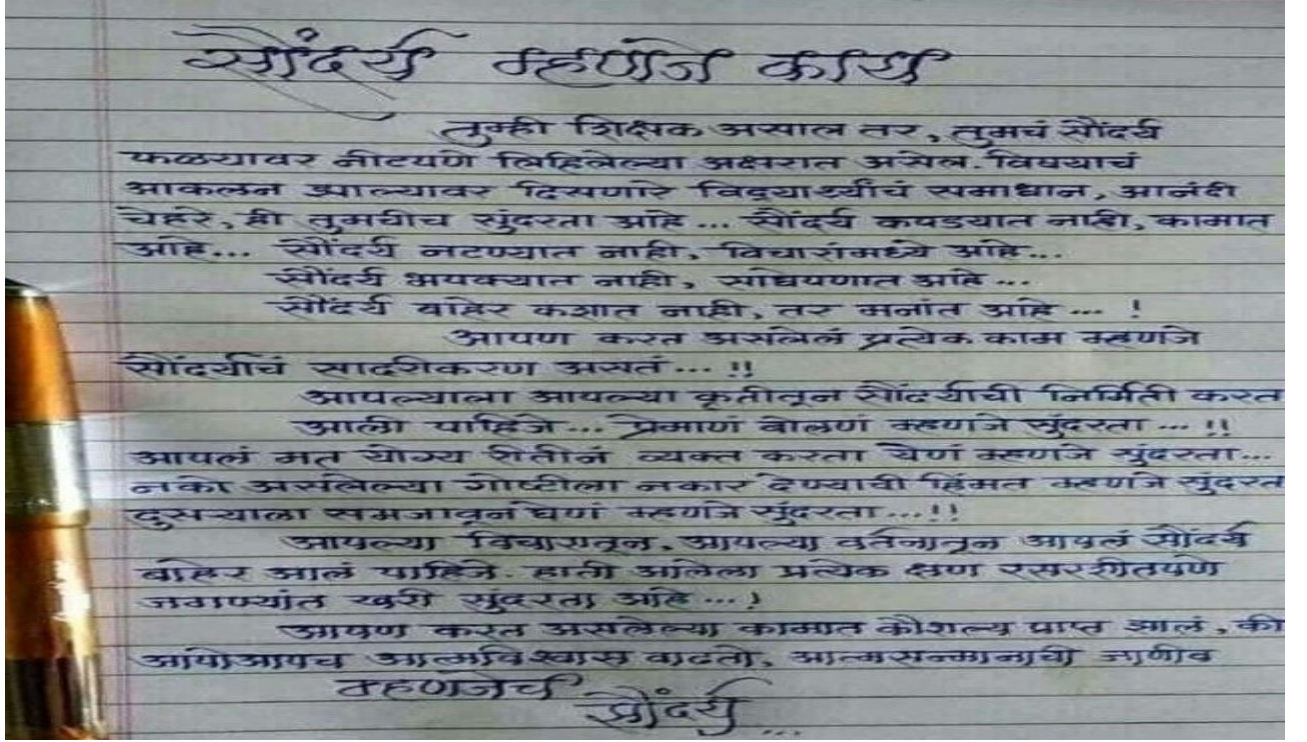 सौंदर्य म्हणजे काय
तुम्ही शिक्षक असाल तर, तुमचं सौंदर्य
फळ्यावर नीटपणे लिहिलेल्या अक्षरात असेल. विषयाचं
आकलन झाल्यावर दिसणारे विद्यार्थ्यांचं समाधान, आनंदी
चेहरे, ही तुमचीच सुंदरता आहे... सौंदर्य कपडयात नाही, कामात
आहे... सौंदर्य नटण्यात नाही, विचारांमध्ये आहे...
सौंदर्य भपक्यात नाही, साधेपणात आहे...
सौंदर्य बाहेर कशात नाही, तर मनांत आहे... !
आपण करत असलेलं प्रत्येक काम म्हणजे
सौंदर्याचं सादरीकरण असतं... !!
आपल्याला आपल्या कृतीतून सौंदर्याची निर्मिती करत
आली पाहिजे... प्रेमाणं बोलणं म्हणजे सुंदरता... !!
आपलं मत योग्य रीतीनं व्यक्त करता येणं म्हणजे सुंदरता...
नको असलेल्या गोष्टीला नकार देण्याची हिंमत म्हणजे सुंदरत
दुसऱ्याला समजावून घेणं म्हणजे सुंदरता...!!
आपल्या विचारातून, आपल्या वर्तनातून आपलं सौंदर्य
बाहेर आलं पाहिजे. हाती आलेला प्रत्येक क्षण रसरशीतपणे
जगण्यांत खरी सुंदरता आहे...!
आपण करत असलेल्या कामात कौशल्य प्राप्त झालं, की
आपोआपच आत्मविश्वास वाढतो, आत्मसन्मानाची जाणीव
म्हणजेच
सौंदर्य...